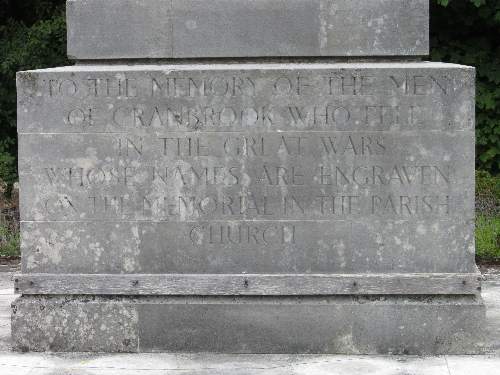 TO THE MEMORY OF THE MEN
OF CRANBROOK WHO FELL
IN THE GREAT WARS
WHOSE NAMES ARE ENGRAVEN
ON THE MEMORIAL IN THE PARISH
CHURCH